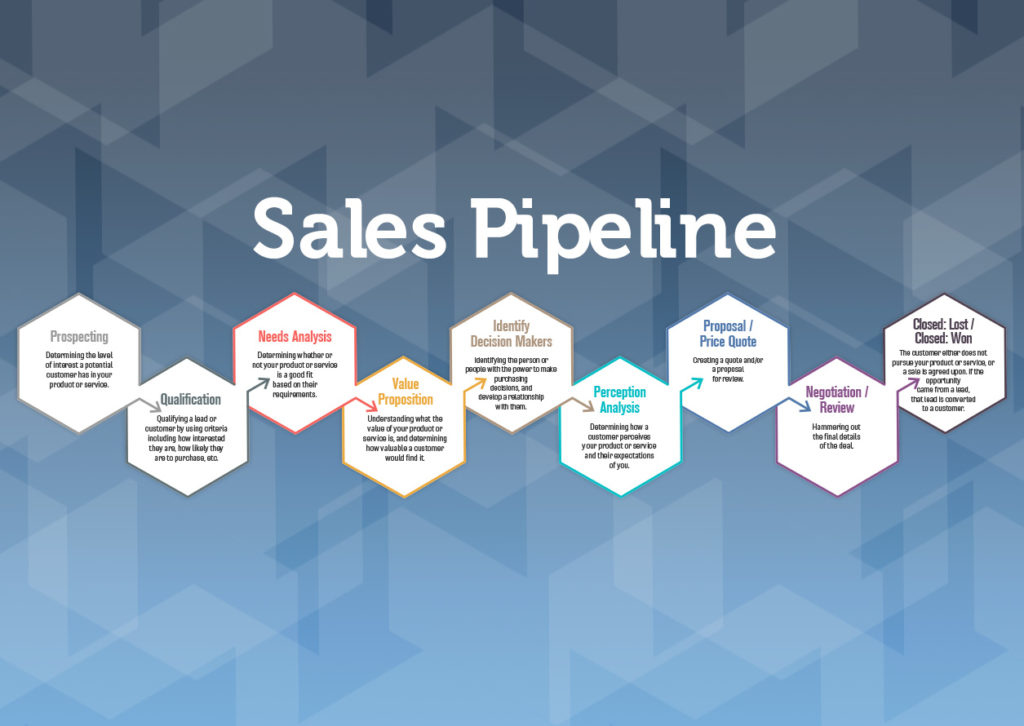 Sales Pipeline
Prospecting
Determining the level
of interest a potential
customer has in your
product or service.
Qualification
Qualifying a lead or
customer by using criteria
including how interested
they are, how likely they
are to purchase, etc.
Needs Analysis
Determining whether or
not your product or service
is a good fit
based on their
requirements.
Value
Proposition
Understanding what the
value of your product or
service is, and determining
how valuable a customer
would find it.
Identify
Decision Makers
Identifying the person or
people with the power to make
purchasing
decisions, and
develop a relationship
with them.
Perception
Analysis
Determining how a
customer perceives
your product or service
and their expectations
of you.
Proposal /
Price Quote
Creating a quote and/or
a proposal
for review.
Negotiation /
Review
Hammering out
the final details
of the deal.
Closed: Lost /
Closed: Won
The customer either does not
pursue your product or service, or
a sale is agreed upon. If the
opportunity
came from a lead,
that lead is converted
to a customer.